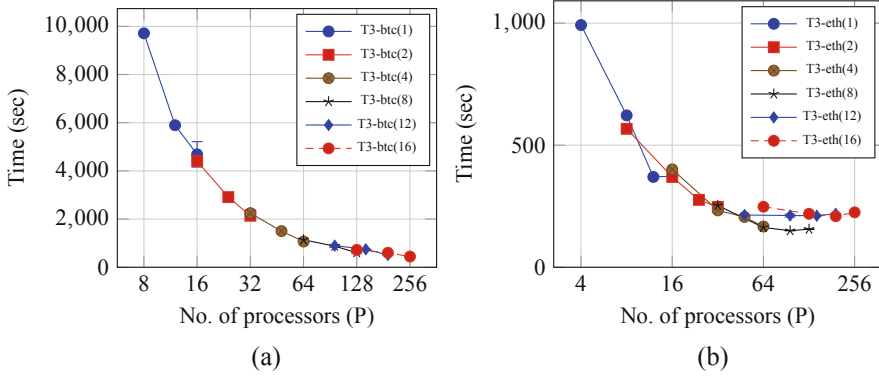 10,000
8,000
6,000
4,000
2,000
0
Time (sec)
8 16 32 64 128 256
No. of processors (P)
T3-btc(1)
T3-btc(2)
T3-btc(4)
T3-btc(8)
T3-btc(12)
T3-btc(16)
(a)
1,000
500
0
Time (sec)
4 16 64 256
No. of processors (P)
T3-eth(1)
T3-eth(2)
T3-eth(4)
T3-eth(8)
T3-eth(12)
T3-eth(16)
(b)